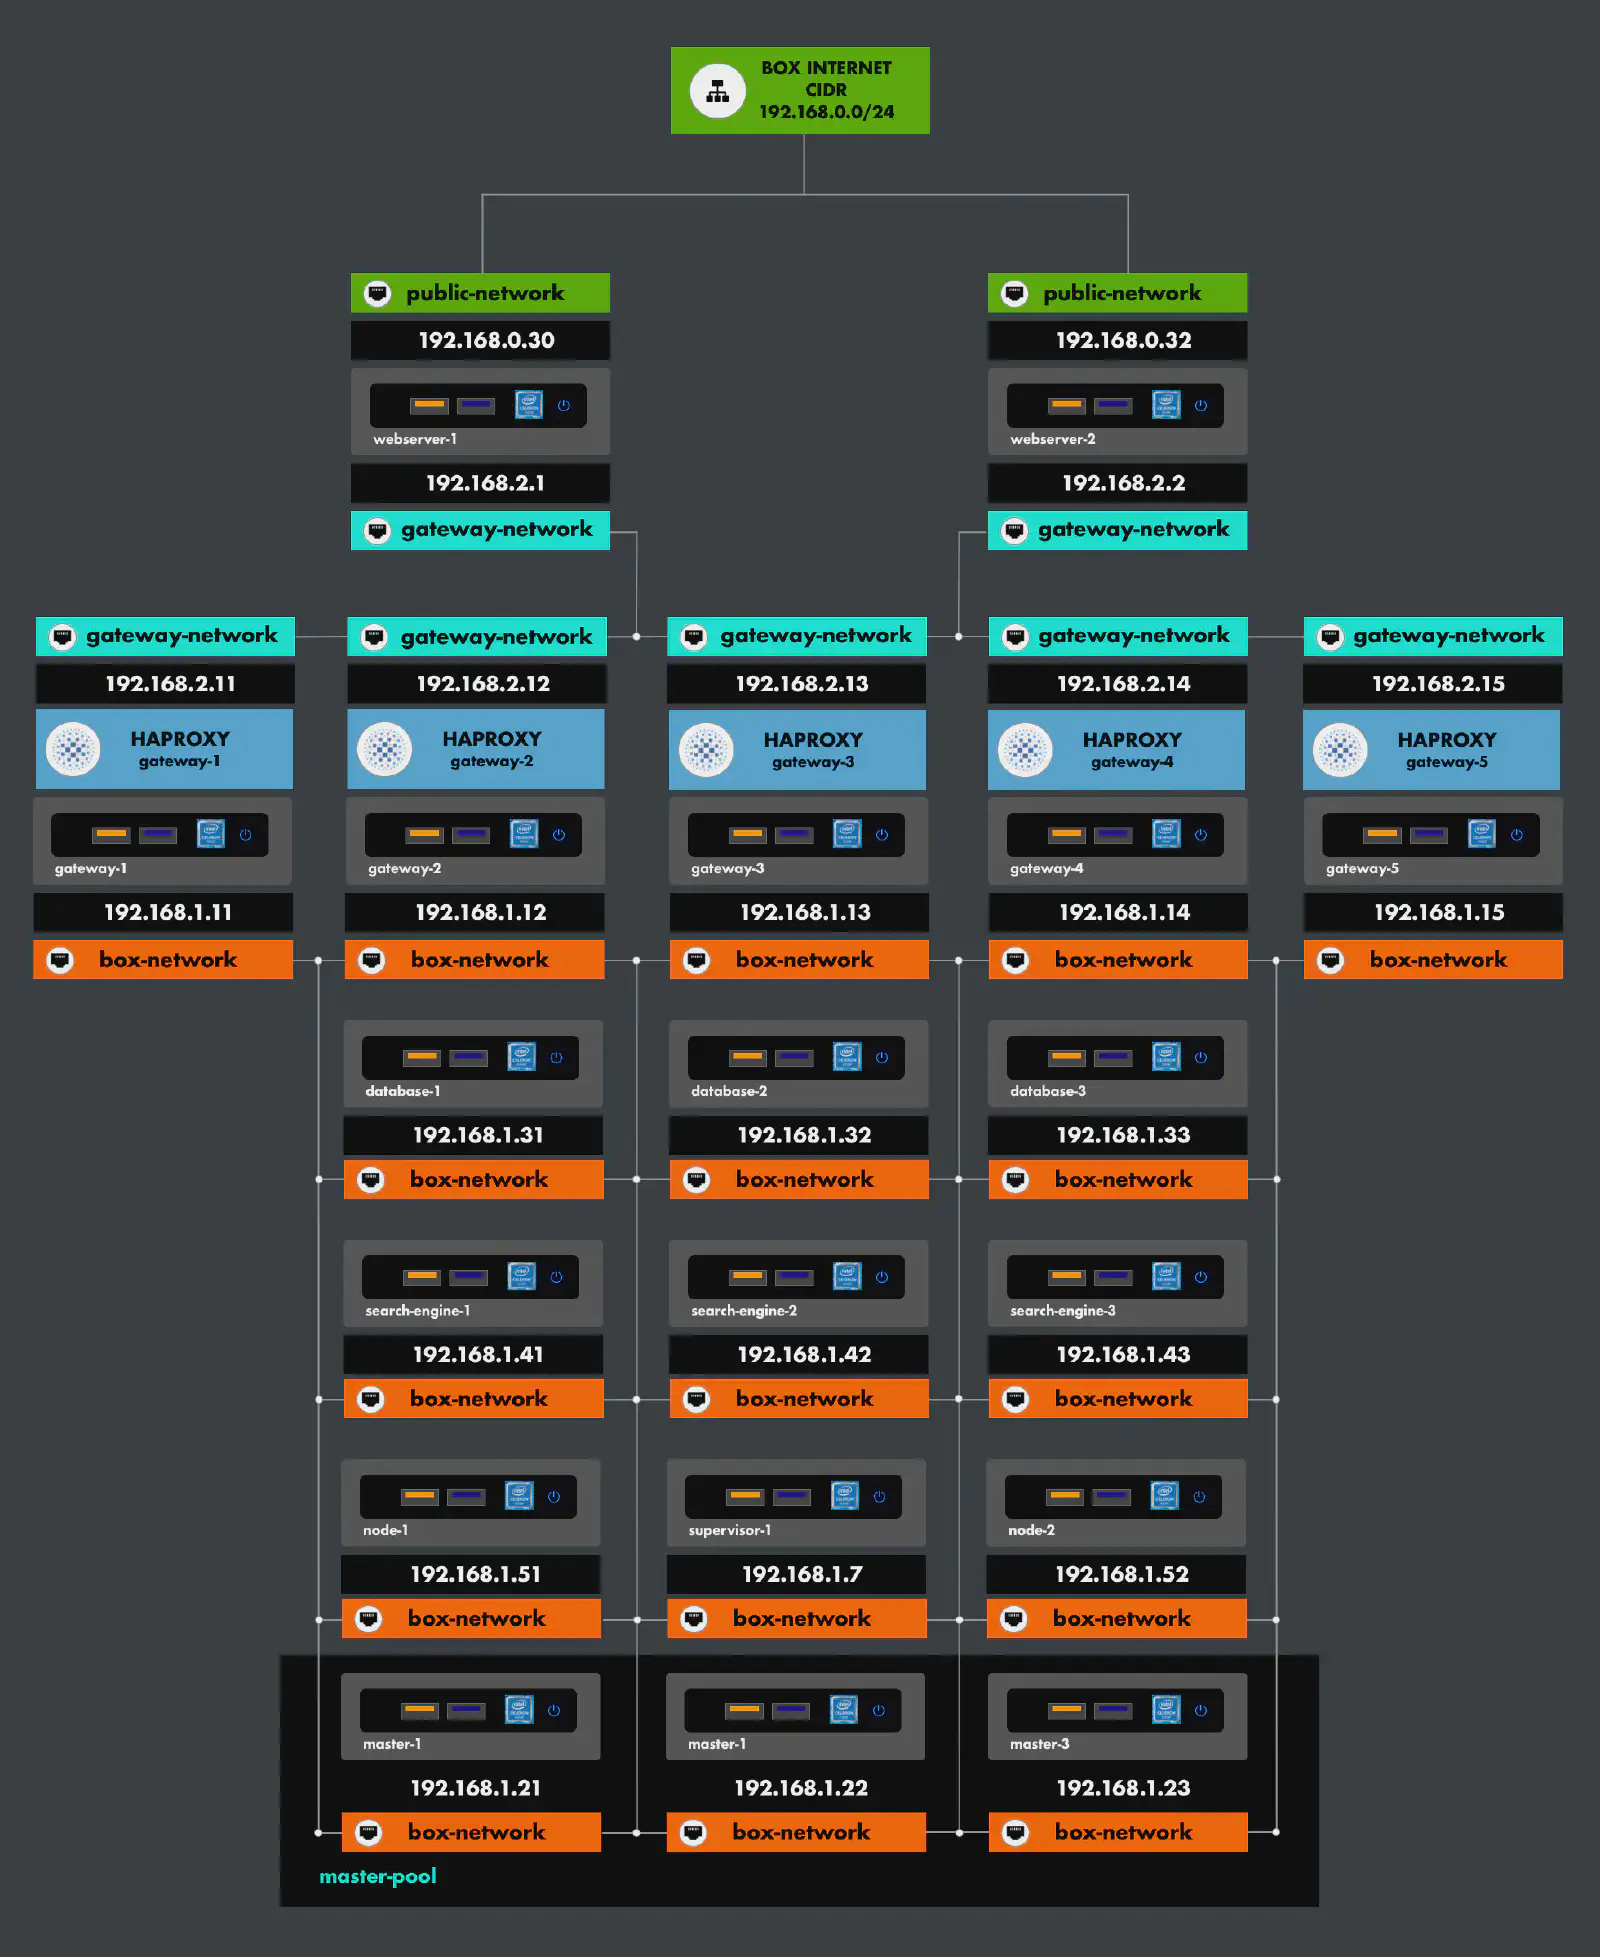 BOX INTERNET
CIDR
192.168.0.0/24
public-network
public-network
192.168.0.30
192.168.0.32
webserver-1
webserver-2
192.168.2.1
192.168.2.2
gateway-network
gateway-network
gateway-network
gateway-network
gateway-network
gateway-network
gateway-network
192.168.2.11
192.168.2.12
192.168.2.13
192.168.2.14
192.168.2.15
HAPROXY
gateway-1
HAPROXY
gateway-2
HAPROXY
gateway-3
HAPROXY
gateway-4
HAPROXY
gateway-5
gateway-1
gateway-2
gateway-3
gateway-4
gateway-5
192.168.1.11
192.168.1.12
192.168.1.13
192.168.1.14
192.168.1.15
box-network
box-network
box-network
box-network
box-network
database-1
database-2
database-3
192.168.1.31
192.168.1.32
192.168.1.33
box-network
box-network
box-network
search-engine-1
search-engine-2
search-engine-3
192.168.1.41
192.168.1.42
192.168.1.43
box-network
box-network
box-network
node-1
supervisor-1
node-2
192.168.1.51
192.168.1.7
192.168.1.52
box-network
box-network
box-network
master-1
master-1
master-3
192.168.1.21
192.168.1.22
192.168.1.23
box-network
box-network
box-network
master-pool